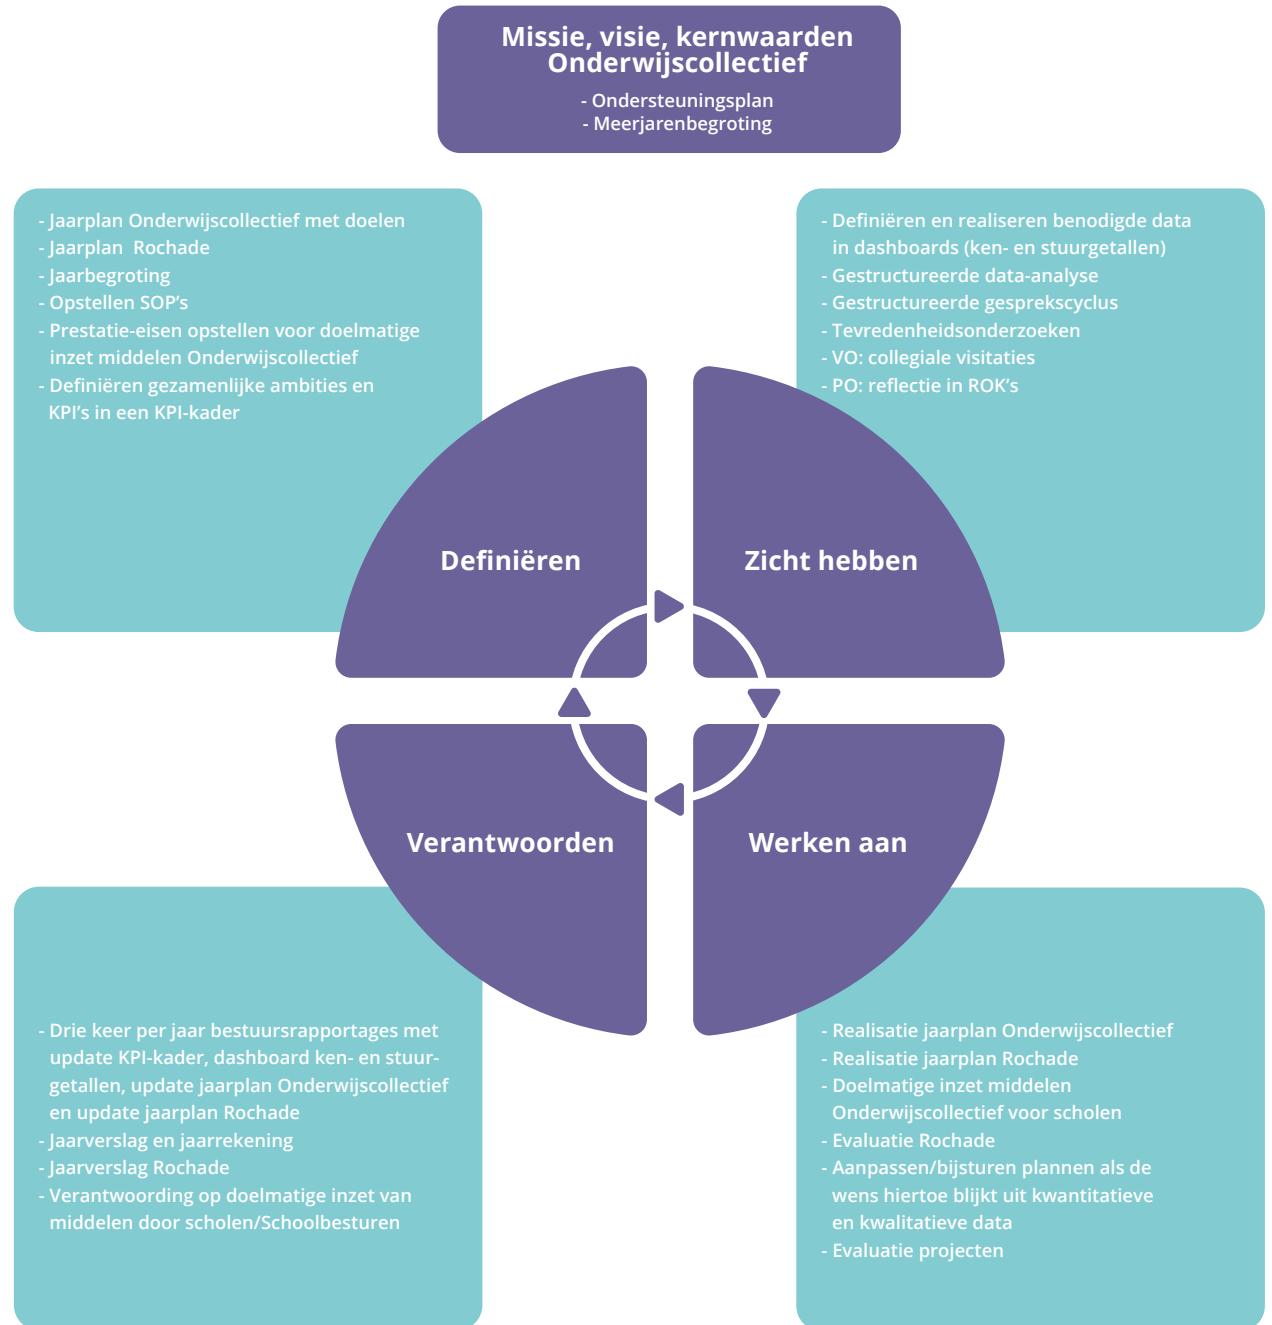 Missie, visie, kernwaarden
Onderwijscollectief
- Ondersteuningsplan
- Meerjarenbegroting
- Jaarplan Onderwijscollectief met doelen
- Jaarplan  Rochade
- Jaarbegroting
- Opstellen SOP’s
- Prestatie-eisen opstellen voor doelmatige
inzet middelen Onderwijscollectief
- Definiëren gezamenlijke ambities en
KPI’s in een KPI-kader
- Definiëren en realiseren benodigde data
in dashboards (ken- en stuurgetallen)
- Gestructureerde data-analyse
- Gestructureerde gesprekscyclus
- Tevredenheidsonderzoeken
- VO: collegiale visitaties
- PO: reflectie in ROK’s
Definiëren
Zicht hebben
Verantwoorden
Werken aan
- Drie keer per jaar bestuursrapportages met
update KPI-kader, dashboard ken- en stuur-
getallen, update jaarplan Onderwijscollectief
en update jaarplan Rochade
- Jaarverslag en jaarrekening
- Jaarverslag Rochade
- Verantwoording op doelmatige inzet van
middelen door scholen/Schoolbesturen
- Realisatie jaarplan Onderwijscollectief
- Realisatie jaarplan Rochade
- Doelmatige inzet middelen
Onderwijscollectief voor scholen
- Evaluatie Rochade
- Aanpassen/bijsturen plannen als de
wens hiertoe blijkt uit kwantitatieve
en kwalitatieve data
- Evaluatie projecten